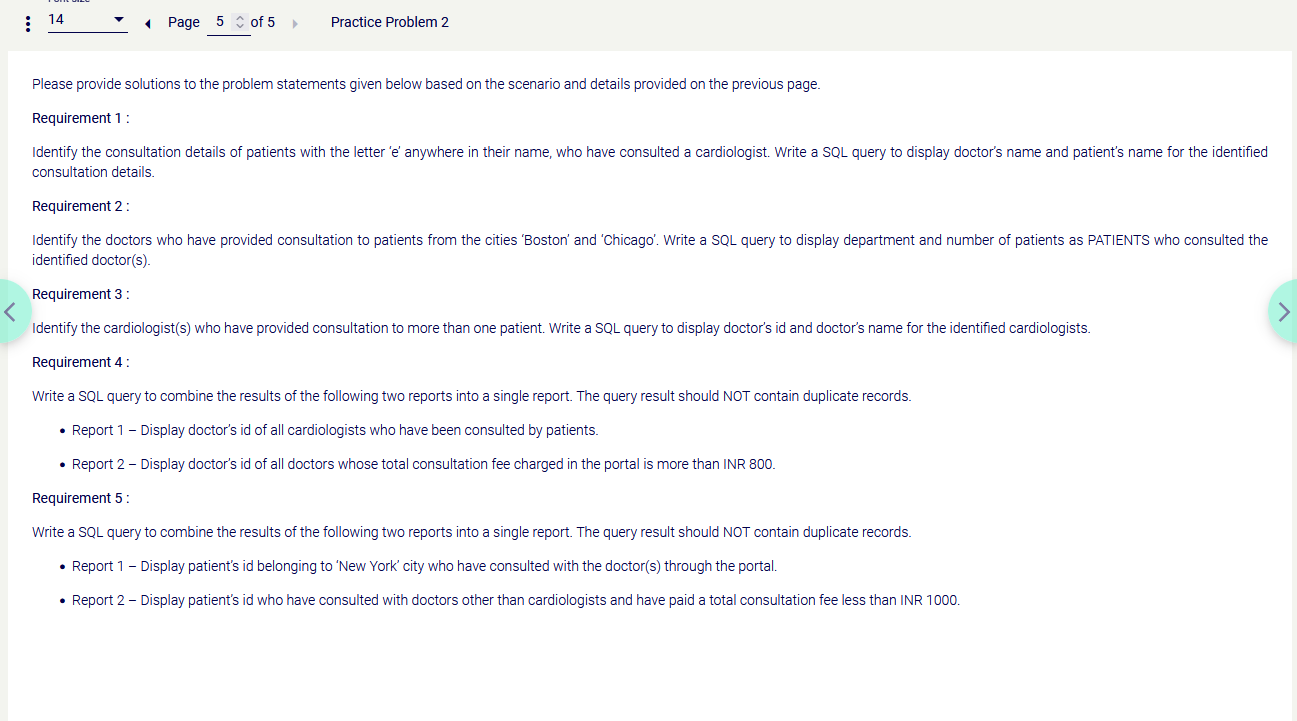 Font size
14 Page 5 of 5 Practice Problem 2
Please provide solutions to the problem statements given below based on the scenario and details provided on the previous page.
Requirement 1 :
Identify the consultation details of patients with the letter ‘e’ anywhere in their name, who have consulted a cardiologist. Write a SQL query to display doctor’s name and patient’s name for the identified
consultation details.
Requirement 2 :
Identify the doctors who have provided consultation to patients from the cities ‘Boston’ and ‘Chicago’. Write a SQL query to display department and number of patients as PATIENTS who consulted the
identified doctor(s).
Requirement 3 :
Identify the cardiologist(s) who have provided consultation to more than one patient. Write a SQL query to display doctor’s id and doctor’s name for the identified cardiologists.
Requirement 4 :
Write a SQL query to combine the results of the following two reports into a single report. The query result should NOT contain duplicate records.
• Report 1 – Display doctor’s id of all cardiologists who have been consulted by patients.
• Report 2 – Display doctor’s id of all doctors whose total consultation fee charged in the portal is more than INR 800.
Requirement 5 :
Write a SQL query to combine the results of the following two reports into a single report. The query result should NOT contain duplicate records.
• Report 1 – Display patient’s id belonging to ‘New York’ city who have consulted with the doctor(s) through the portal.
• Report 2 – Display patient’s id who have consulted with doctors other than cardiologists and have paid a total consultation fee less than INR 1000.